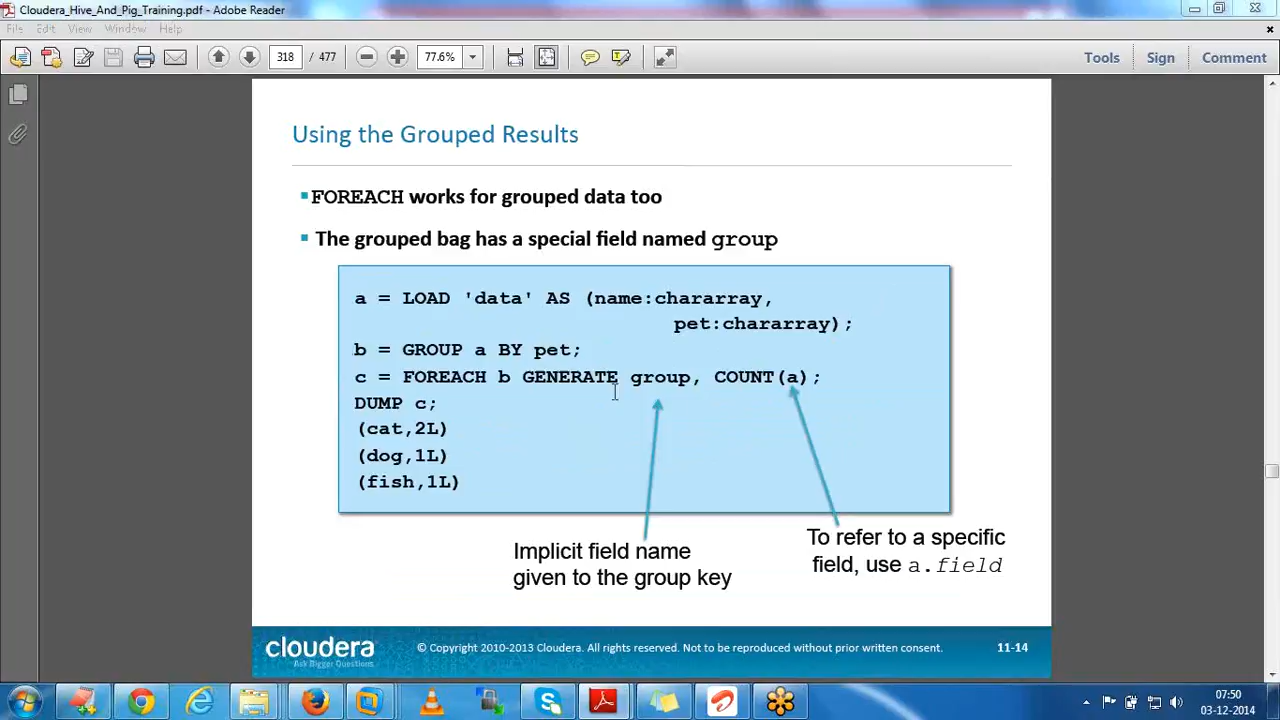 Cloudera_Hive_And_Pig_Training.pdf - Adobe Reader
File Edit View Window Help
318 / 477 77.6% Tools Sign Comment
Using the Grouped Results
FOREACH works for grouped data too
The grouped bag has a special field named group
a = LOAD 'data' AS (name:chararray,
pet:chararray);
b = GROUP a BY pet;
c = FOREACH b GENERATE group, COUNT(a);
DUMP c;
(cat,2L)
(dog,1L)
(fish,1L)
Implicit field name
given to the group key
To refer to a specific
field, use a.field
cloudera
Ask Bigger Questions
© Copyright 2010-2013 Cloudera. All rights reserved. Not to be reproduced without prior written consent.
11-14
07:50
03-12-2014